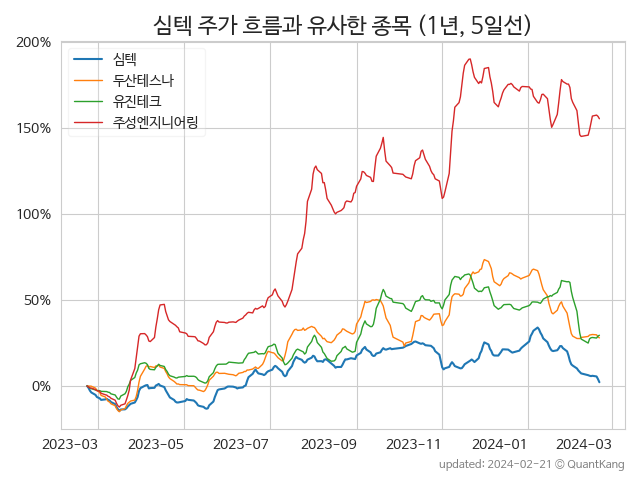 심텍 주가 흐름과 유사한 종목 (1년, 5일선)
200%
150%
100%
50%
0%
심텍
두산테스나
유진테크
주성엔지니어링
2023-03 2023-05 2023-07 2023-09 2023-11 2024-01 2024-03
updated: 2024-02-21 © QuantKang